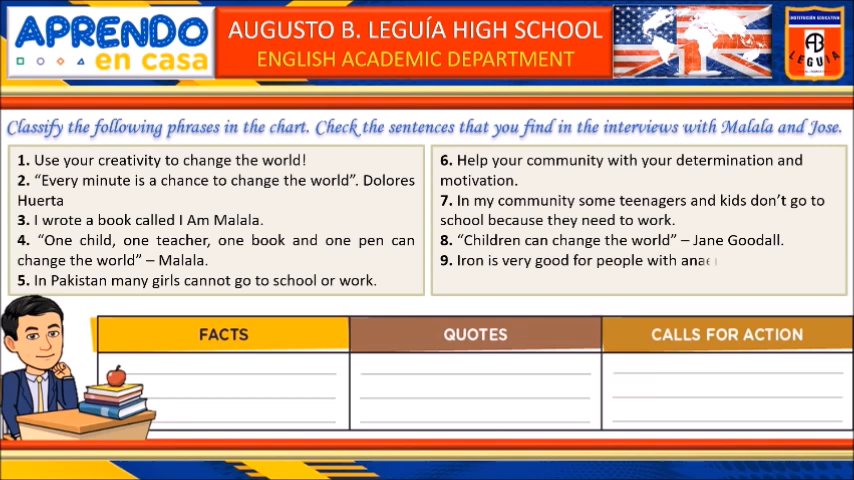 APRENDO
en casa
AUGUSTO B. LEGUÍA HIGH SCHOOL
ENGLISH ACADEMIC DEPARTMENT
INSTITUCIÓN EDUCATIVA
AB
LEGUIA
Classify the following phrases in the chart. Check the sentences that you find in the interviews with Malala and Jose.
1. Use your creativity to change the world!
2. “Every minute is a chance to change the world”. Dolores
Huerta
3. I wrote a book called I Am Malala.
4. “One child, one teacher, one book and one pen can
change the world” – Malala.
5. In Pakistan many girls cannot go to school or work.
6. Help your community with your determination and
motivation.
7. In my community some teenagers and kids don’t go to
school because they need to work.
8. “Children can change the world” – Jane Goodall.
9. Iron is very good for people with
FACTS
QUOTES
CALLS FOR ACTION